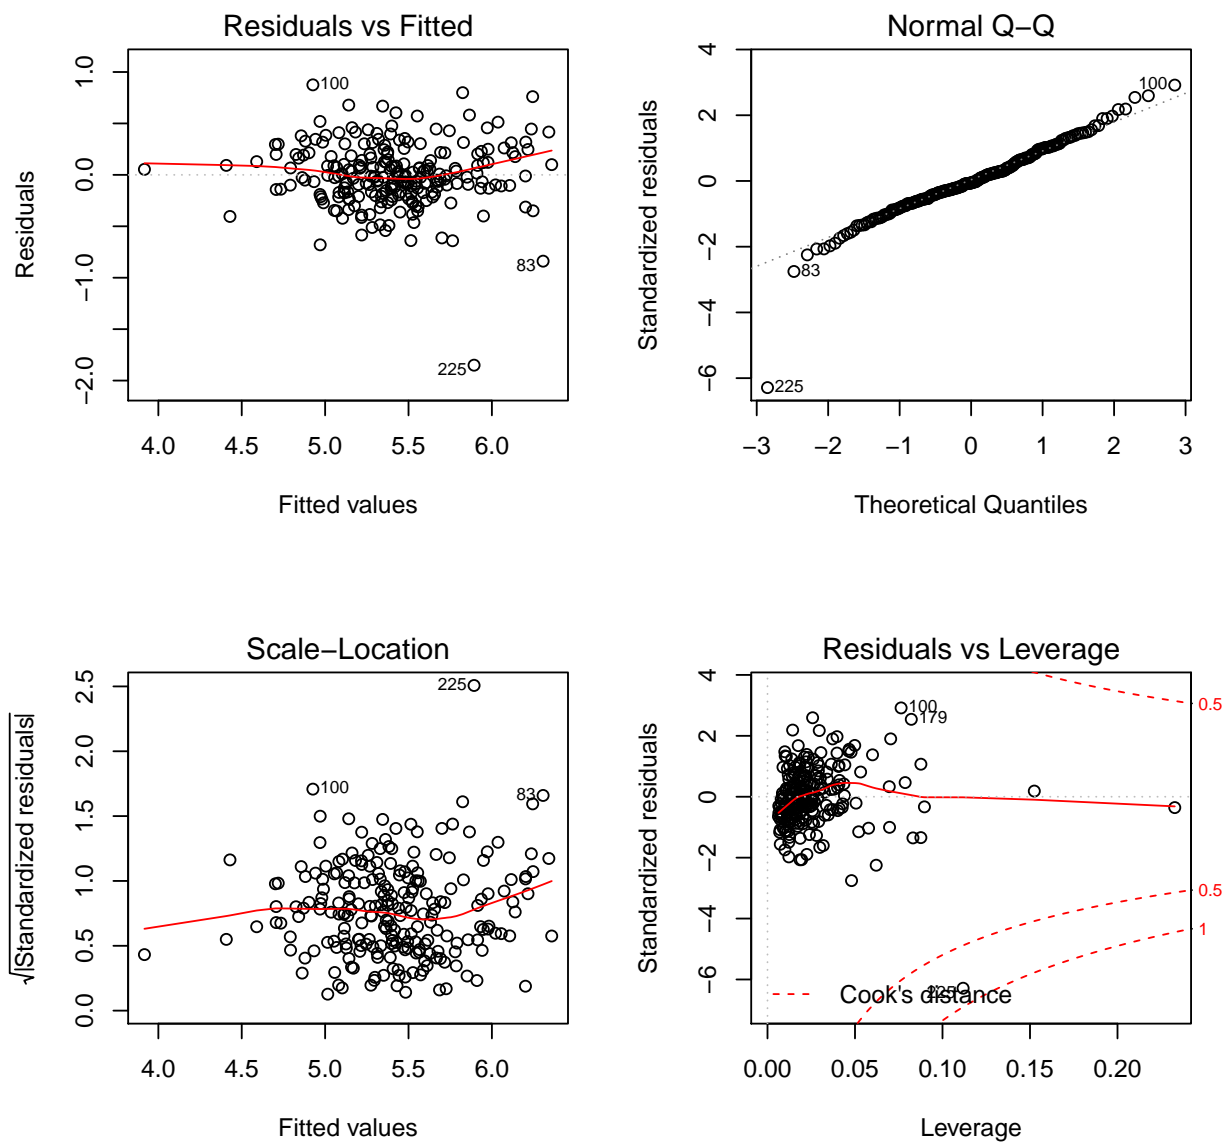 Residuals vs Fitted
Residuals
1.0
0.0
−1.0
−2.0
100
83
225
4.0 4.5 5.0 5.5 6.0
Fitted values
Normal Q−Q
Standardized residuals
4
2
0
−2
−4
−6
100
83
225
−3 −2 −1 0 1 2 3
Theoretical Quantiles
Scale−Location
√|Standardized residuals|
2.5
2.0
1.5
1.0
0.5
0.0
225
100
83
4.0 4.5 5.0 5.5 6.0
Fitted values
Residuals vs Leverage
Standardized residuals
4
2
0
−2
−4
−6
100
179
0.5
0.5
1
225
Cook's distance
0.00 0.05 0.10 0.15 0.20
Leverage